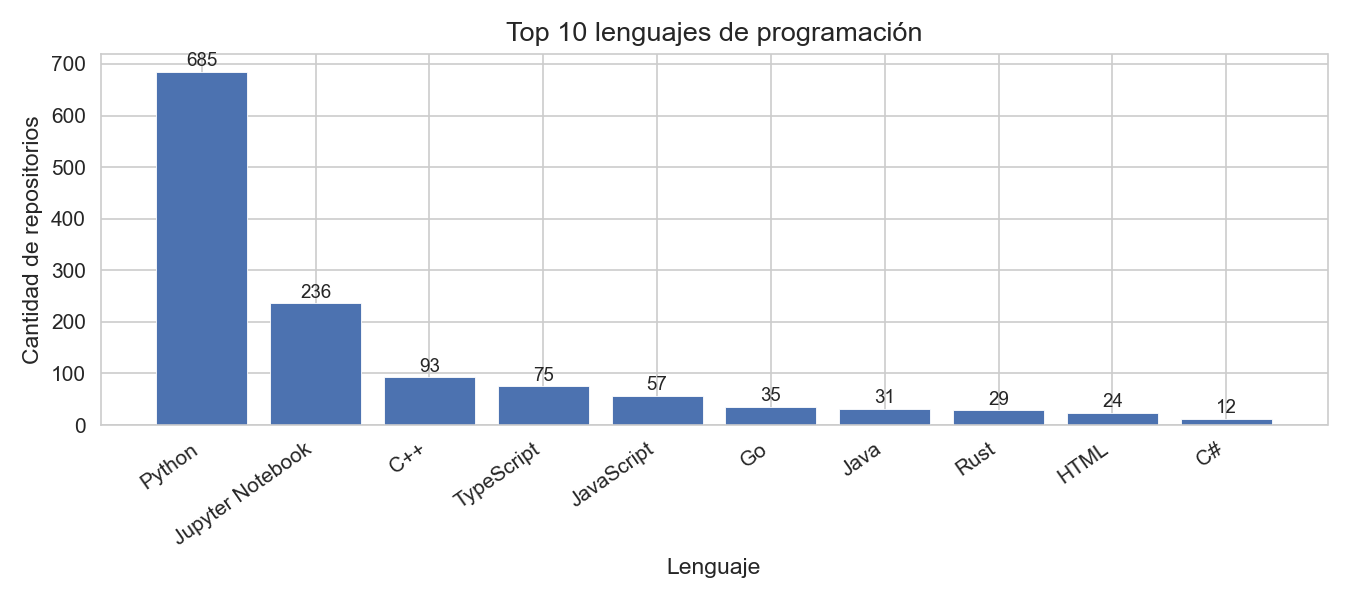 Top 10 lenguajes de programación
Cantidad de repositorios
700
600
500
400
300
200
100
0
685
236
93
75
57
35
31
29
24
12
Python
Jupyter Notebook
C++
TypeScript
JavaScript
Go
Java
Rust
HTML
C#
Lenguaje